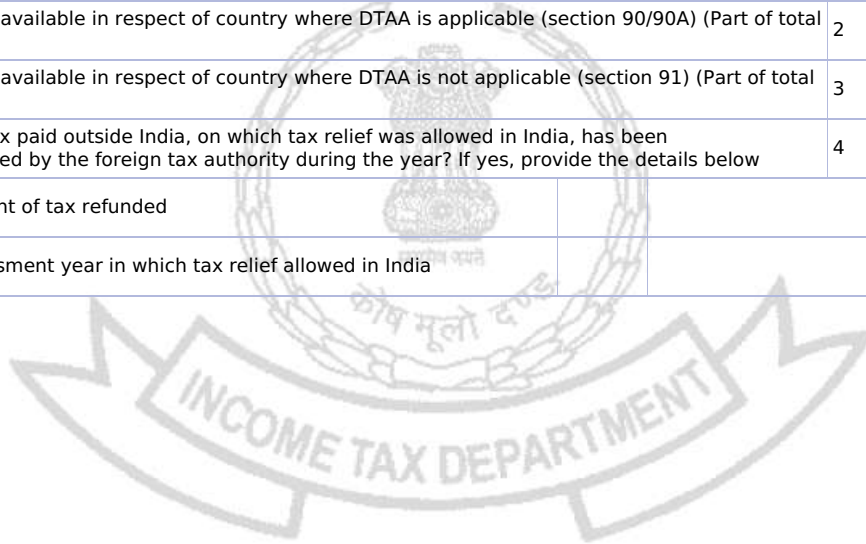 available in respect of country where DTAA is applicable (section 90/90A) (Part of total 2
available in respect of country where DTAA is not applicable (section 91) (Part of total 3
x paid outside India, on which tax relief was allowed in India, has been
ed by the foreign tax authority during the year? If yes, provide the details below 4
nt of tax refunded
sment year in which tax relief allowed in India
सत्यमेव जयते
कोष मूलो दण्डः
INCOME TAX DEPARTMENT